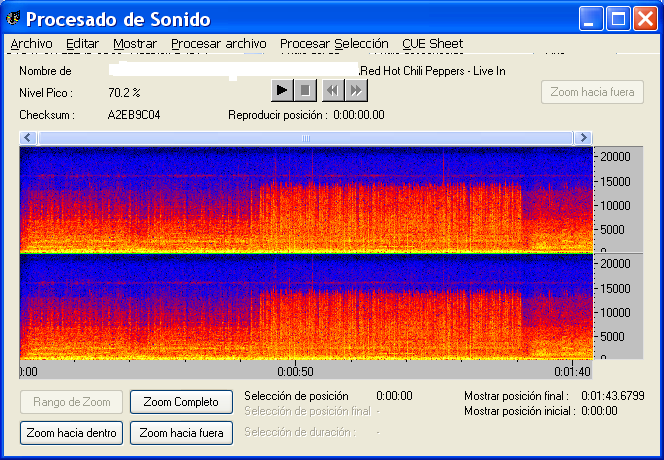 Procesado de Sonido
Archivo Editar Mostrar Procesar archivo Procesar Selección CUE Sheet
Nombre de \Red Hot Chili Peppers - Live In
Nivel Pico : 70.2 %
Zoom hacia fuera
Checksum : A2EB9C04 Reproducir posición : 0:00:00.00
20000
15000
10000
5000
0
20000
15000
10000
5000
0
0:00 0:00:50 0:01:40
Rango de Zoom Zoom Completo Selección de posición 0:00:00 Mostrar posición final : 0:01:43.6799
Selección de posición final - Mostrar posición inicial : 0:00:00
Zoom hacia dentro Zoom hacia fuera Selección de duración : -